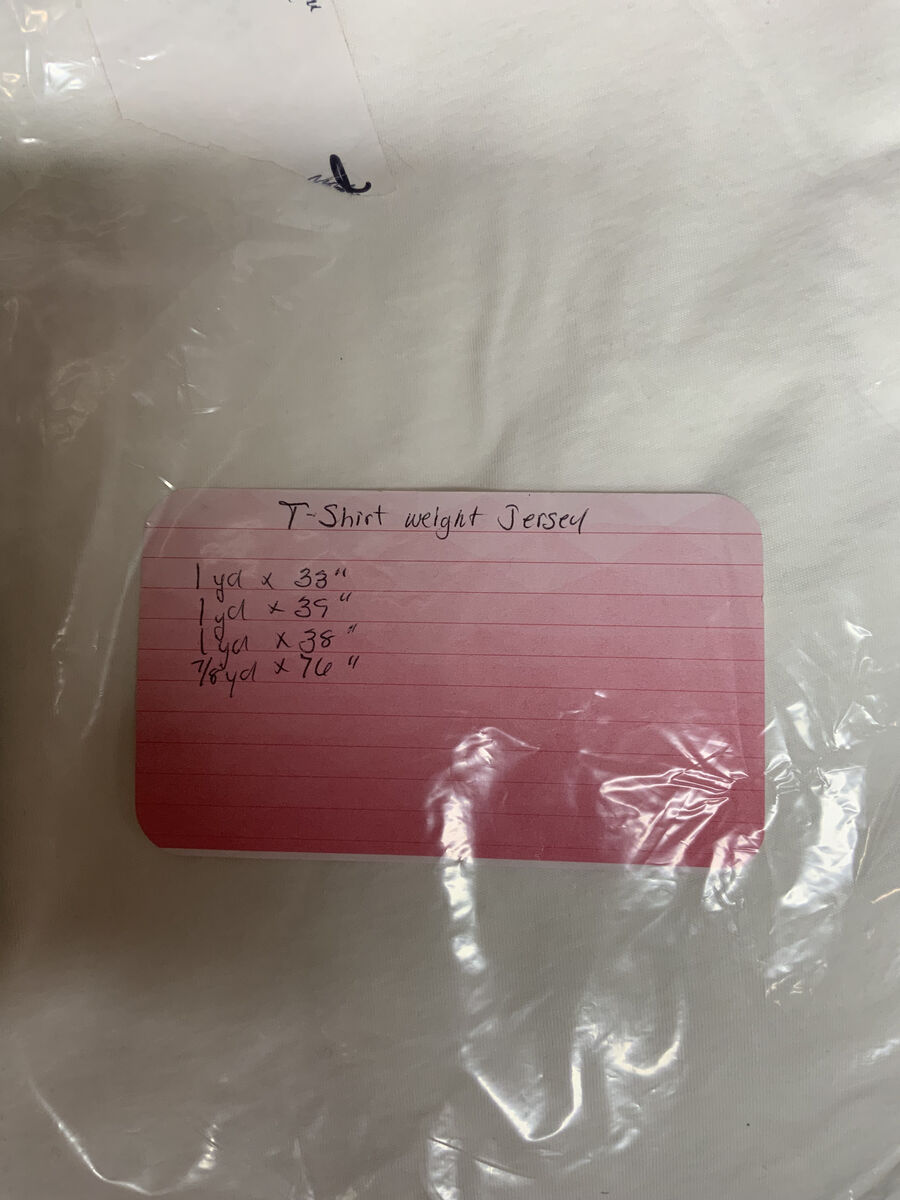 T-Shirt weight Jersey
1 yd x 33"
1 yd x 39"
1 yd x 38"
7/8 yd x 76"